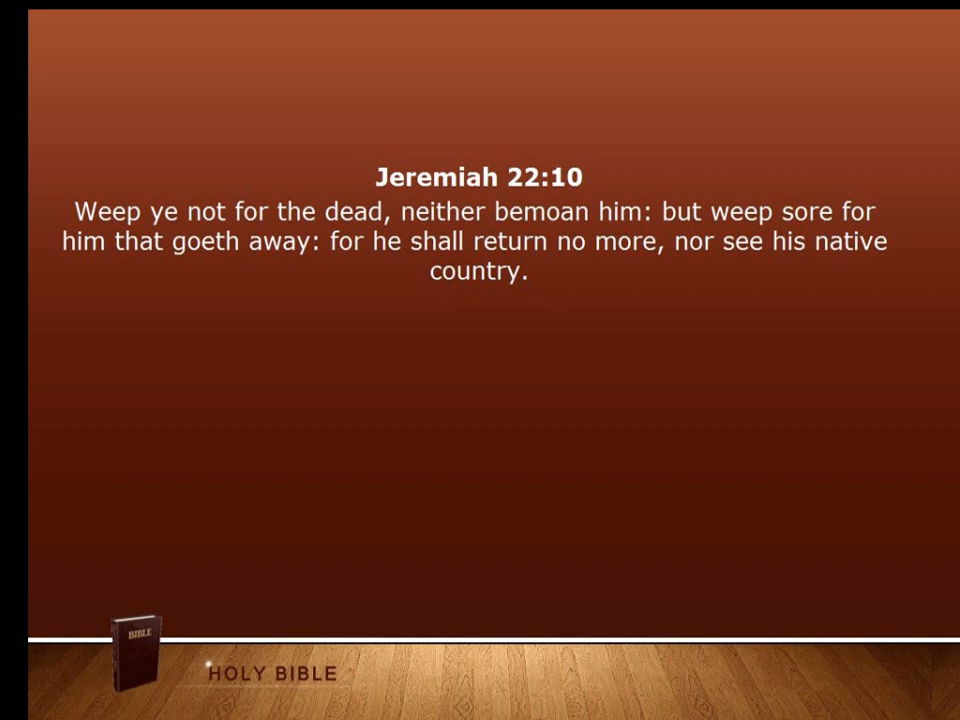 Jeremiah 22:10
Weep ye not for the dead, neither bemoan him: but weep sore for
him that goeth away: for he shall return no more, nor see his native
country.
BIBLE
HOLY BIBLE